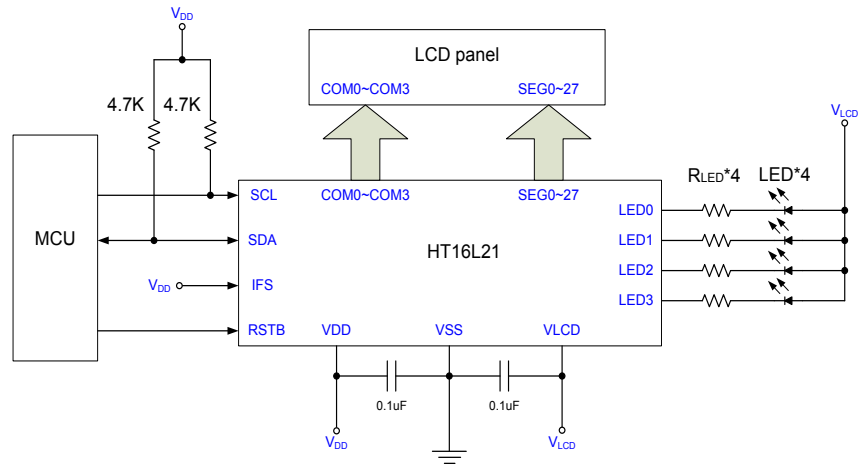 VDD
LCD panel
COM0~COM3 SEG0~27
4.7K 4.7K
VLCD
RLED*4 LED*4
MCU
SCL COM0~COM3 SEG0~27
LED0
SDA HT16L21 LED1
LED2
VDD IFS
LED3
RSTB VDD VSS VLCD
0.1uF 0.1uF
VDD VLCD